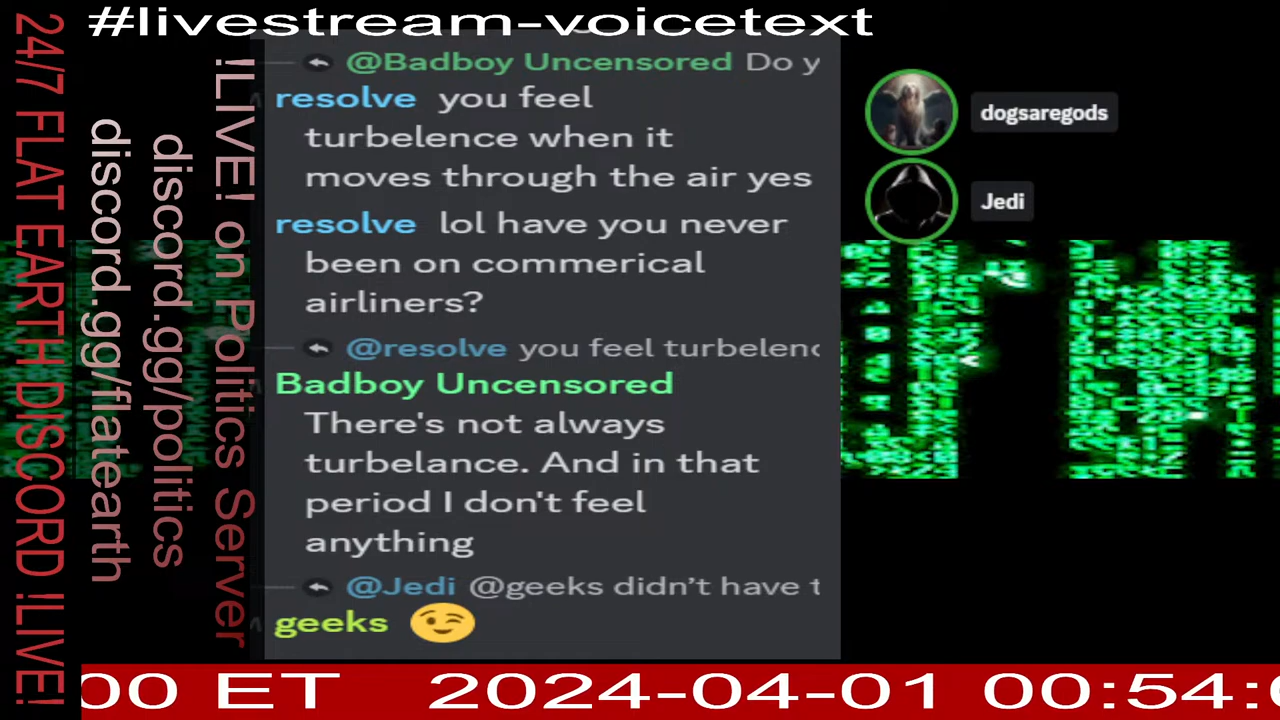 #livestream-voicetext
24/7 FLAT EARTH DISCORD !LIVE!
discord.gg/flatearth
discord.gg/politics
!LIVE! on Politics Server
@Badboy Uncensored Do y
resolve you feel
turbelence when it
moves through the air yes
resolve lol have you never
been on commerical
airliners?
@resolve you feel turbelenc
Badboy Uncensored
There's not always
turbelance. And in that
period I don't feel
anything
@Jedi @geeks didn’t have t
geeks 😉
dogsaregods
Jedi
00 ET 2024-04-01 00:54: